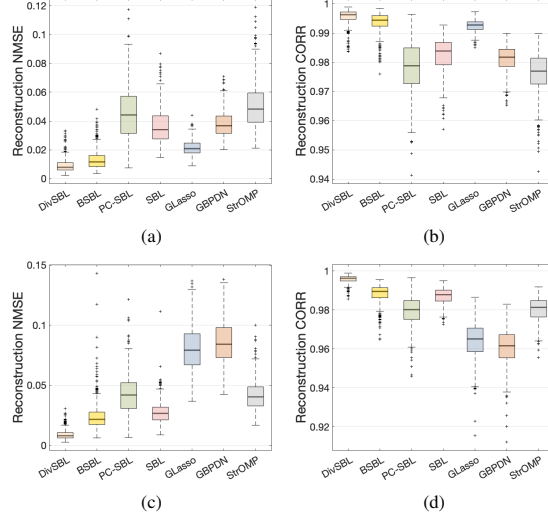 Reconstruction NMSE
0.12
0.1
0.08
0.06
0.04
0.02
0
DivSBL
BSBL
PC-SBL
SBL
GLasso
GBPDN
StrOMP
(a)
Reconstruction CORR
1
0.99
0.98
0.97
0.96
0.95
0.94
DivSBL
BSBL
PC-SBL
SBL
GLasso
GBPDN
StrOMP
(b)
Reconstruction NMSE
0.15
0.1
0.05
0
DivSBL
BSBL
PC-SBL
SBL
GLasso
GBPDN
StrOMP
(c)
Reconstruction CORR
1
0.98
0.96
0.94
0.92
DivSBL
BSBL
PC-SBL
SBL
GLasso
GBPDN
StrOMP
(d)